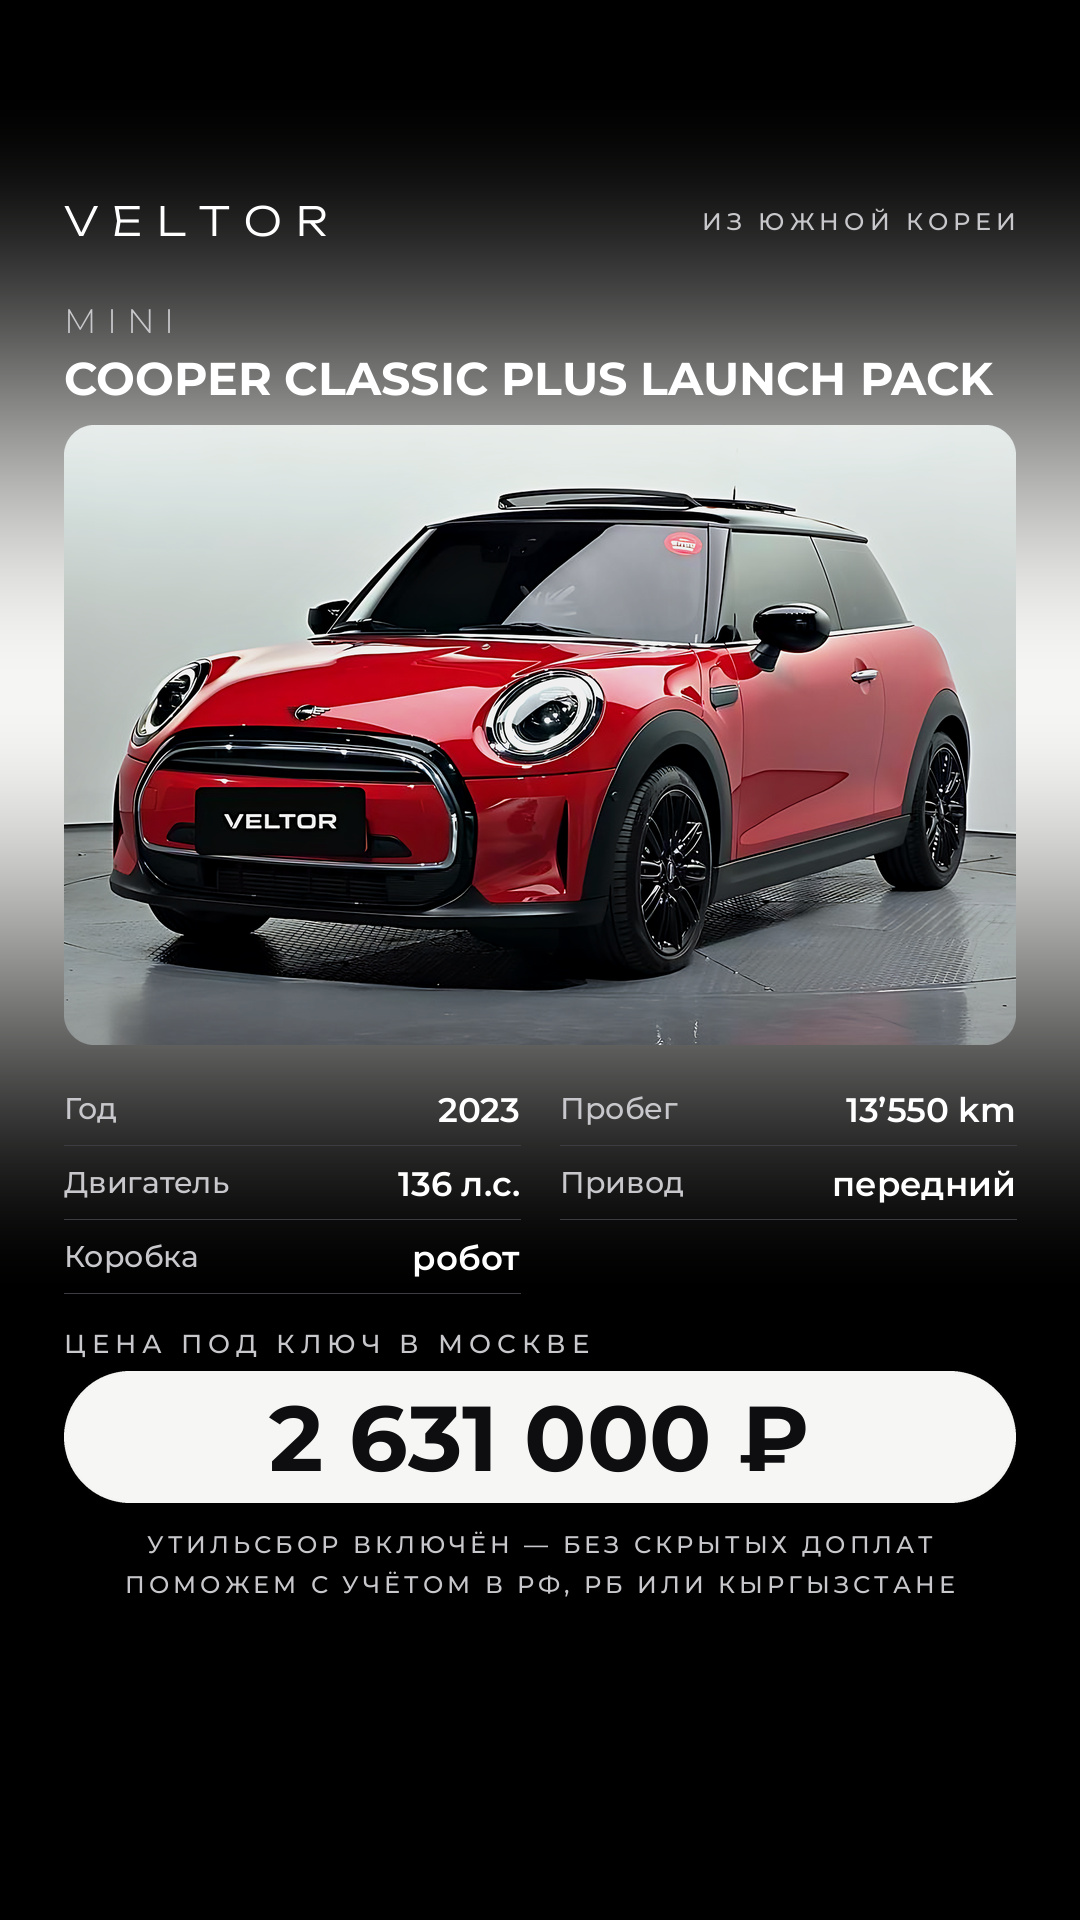 VELTOR
ИЗ ЮЖНОЙ КОРЕИ
MINI
COOPER CLASSIC PLUS LAUNCH PACK
VELTOR
Год 2023
Пробег 13’550 km
Двигатель 136 л.с.
Привод передний
Коробка робот
ЦЕНА ПОД КЛЮЧ В МОСКВЕ
2 631 000 ₽
УТИЛЬСБОР ВКЛЮЧЁН — БЕЗ СКРЫТЫХ ДОПЛАТ
ПОМОЖЕМ С УЧЁТОМ В РФ, РБ ИЛИ КЫРГЫЗСТАНЕ